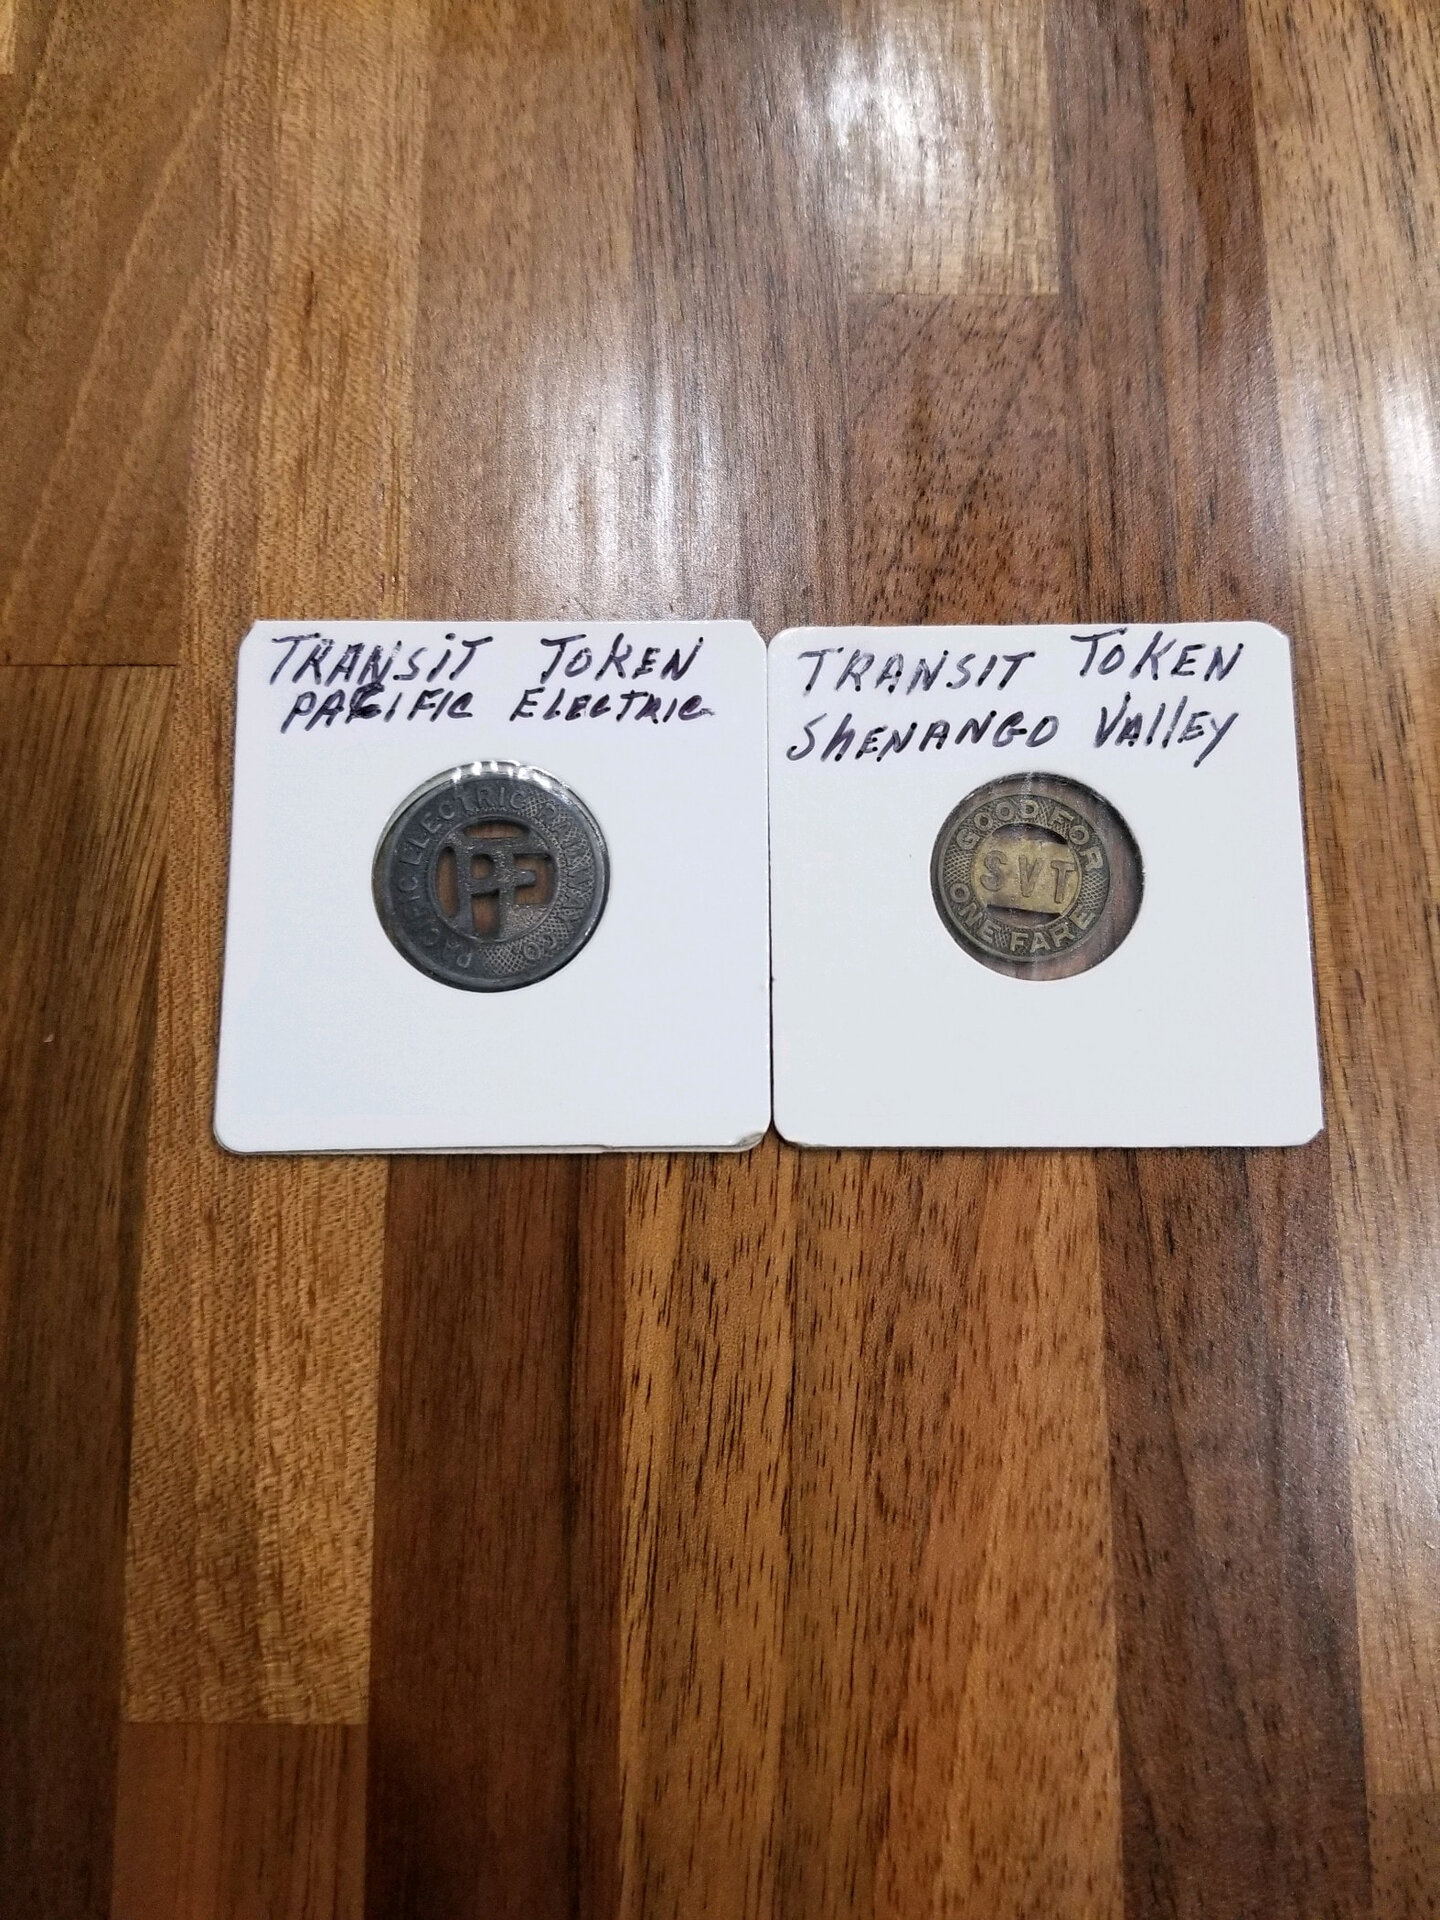 TRANSIT TOKEN
PACIFIC ELECTRIC
PACIFIC ELECTRIC RAILWAY CO.
PE
TRANSIT TOKEN
ShENANGO VAllEy
GOOD FOR
SVT
ONE FARE